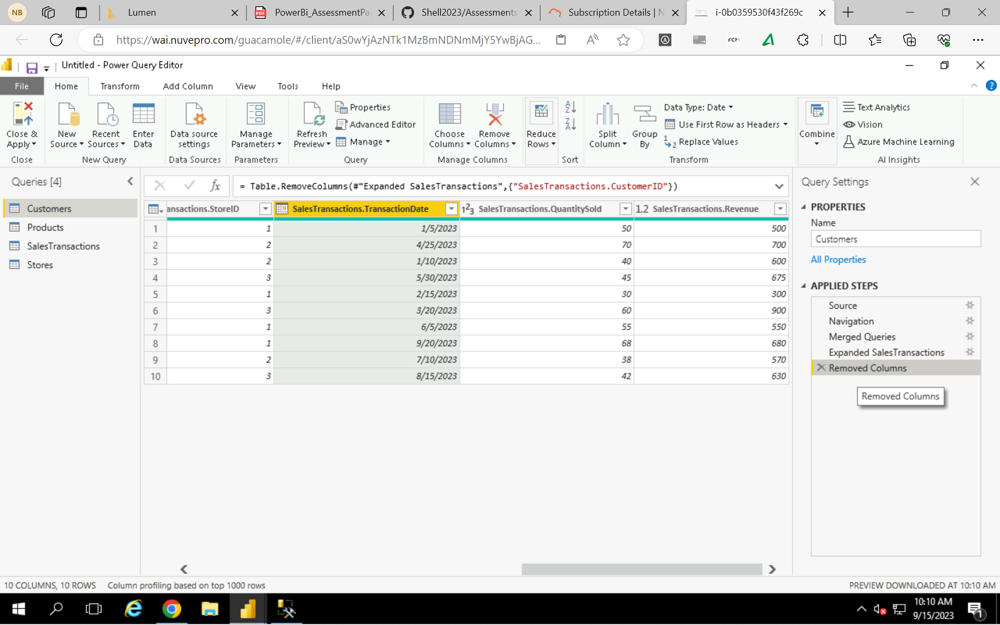 NB
Lumen
PowerBi_AssessmentPa
Shell2023/Assessments
Subscription Details | N
i-0b0359530f43f269c
https://wai.nuvepro.com/guacamole/#/client/aS0wYjAzNTk1MzBmNDNmMjY5YwBjAG...
FCM
Untitled - Power Query Editor
File Home Transform Add Column View Tools Help
Close & Apply
New Source
Recent Sources
Enter Data
Data source settings
Manage Parameters
Refresh Preview
Properties
Advanced Editor
Manage
Choose Columns
Remove Columns
Reduce Rows
Split Column
Group By
Data Type: Date
Use First Row as Headers
Replace Values
Combine
Text Analytics
Vision
Azure Machine Learning
Close New Query Data Sources Parameters Query Manage Columns Sort Transform AI Insights
Queries [4]
Customers
Products
SalesTransactions
Stores
fx = Table.RemoveColumns(#"Expanded SalesTransactions",{"SalesTransactions.CustomerID"})
ansactions.StoreID SalesTransactions.TransactionDate 1²3 SalesTransactions.QuantitySold 1.2 SalesTransactions.Revenue
1 1 1/5/2023 50 500
2 2 4/25/2023 70 700
3 2 1/10/2023 40 600
4 3 5/30/2023 45 675
5 1 2/15/2023 30 300
6 3 3/20/2023 60 900
7 1 6/5/2023 55 550
8 1 9/20/2023 68 680
9 2 7/10/2023 38 570
10 3 8/15/2023 42 630
Query Settings
PROPERTIES
Name
Customers
All Properties
APPLIED STEPS
Source
Navigation
Merged Queries
Expanded SalesTransactions
Removed Columns
Removed Columns
10 COLUMNS, 10 ROWS Column profiling based on top 1000 rows
PREVIEW DOWNLOADED AT 10:10 AM
10:10 AM
9/15/2023
1